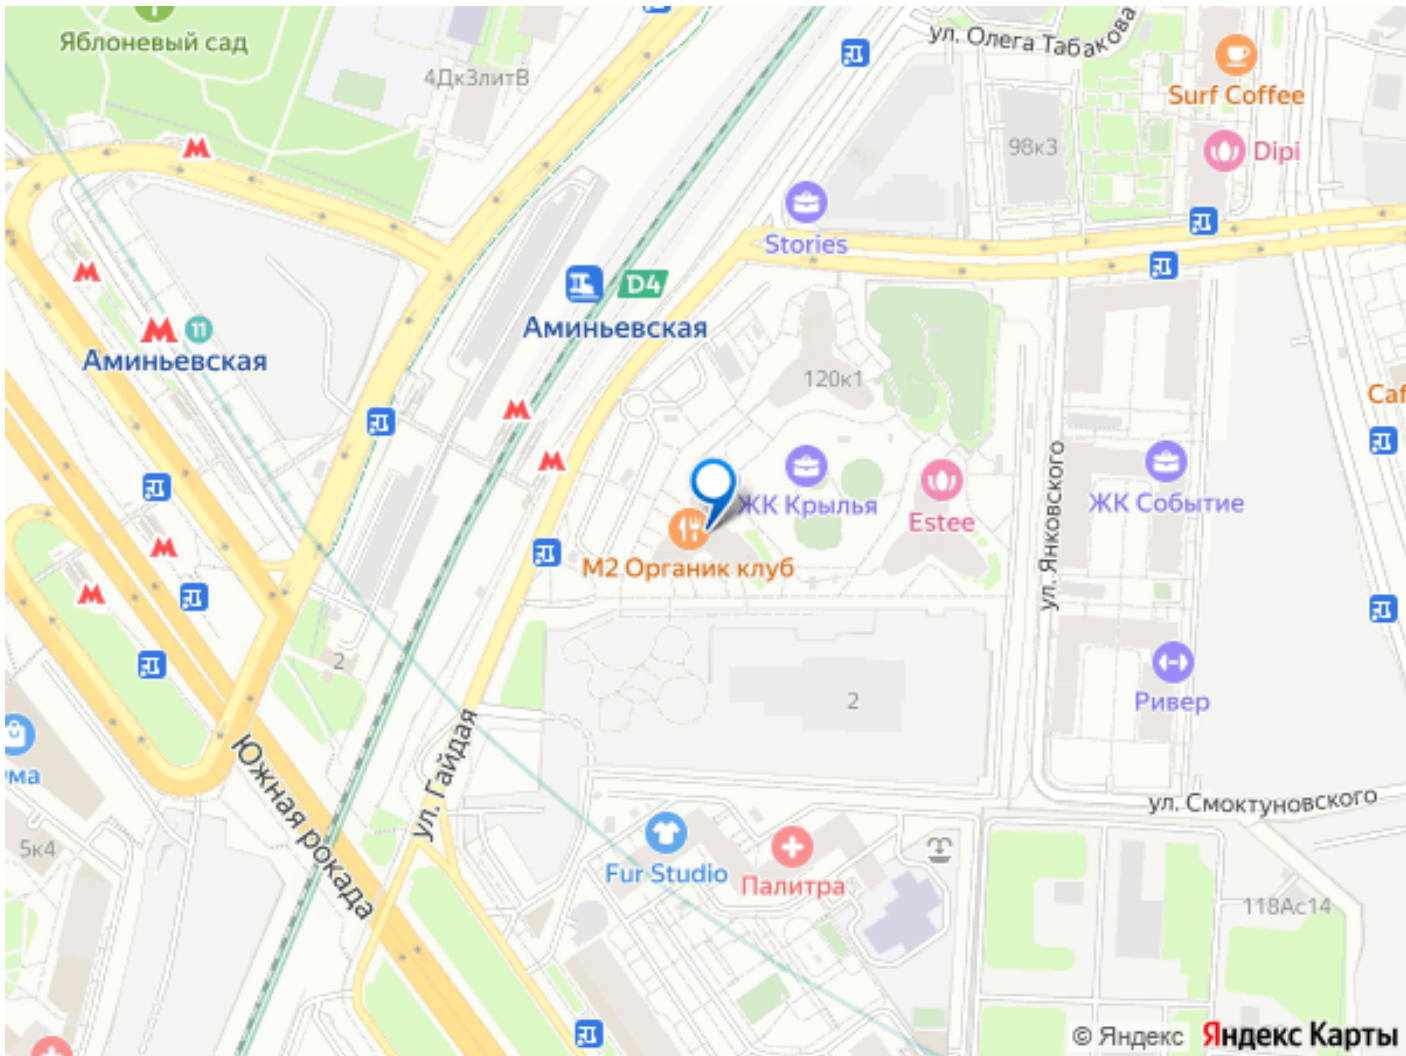 Яблоневый сад
4Дк3литВ
ул. Олега Табакова
Surf Coffee
98к3
Dipi
Stories
D4
Аминьевская
11
Аминьевская
120к1
Caf
ул. Янковского
ЖК Крылья
Estee
ЖК Событие
М2 Органик клуб
2
2
Ривер
ма
Южная рокада
ул. Гайдая
ул. Смоктуновского
5к4
Fur Studio
Палитра
118Ас14
© Яндекс Яндекс Карты